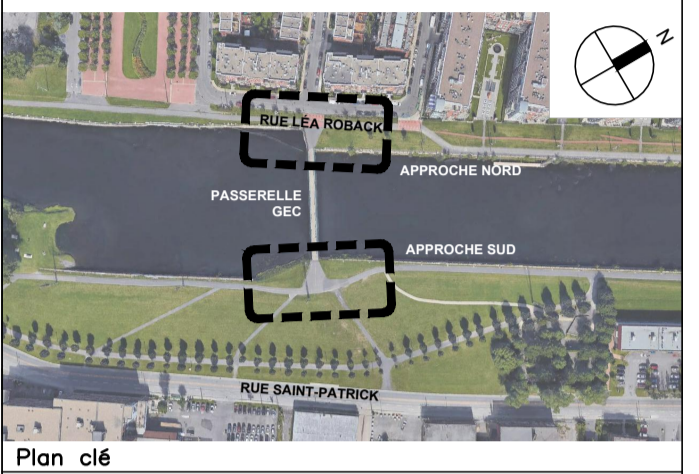 N
RUE LÉA ROBACK
APPROCHE NORD
PASSERELLE
GEC
APPROCHE SUD
RUE SAINT-PATRICK
Plan clé